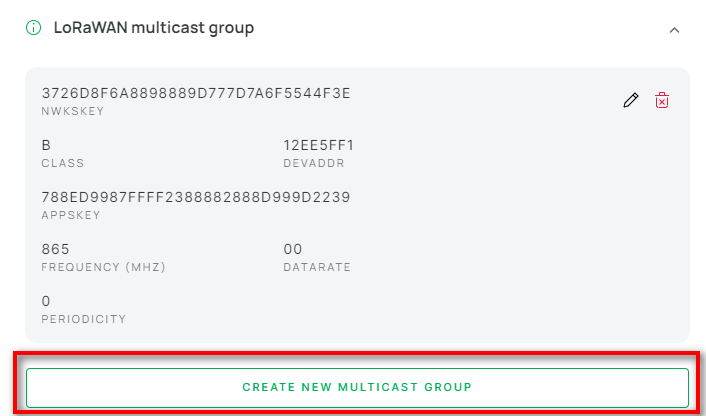 LoRaWAN multicast group
3726D8F6A8898889D777D7A6F5544F3E
NWKSKEY
B 12EE5FF1
CLASS DEVADDR
788ED9987FFFF2388882888D999D2239
APPSKEY
865 00
FREQUENCY (MHZ) DATARATE
0
PERIODICITY
CREATE NEW MULTICAST GROUP